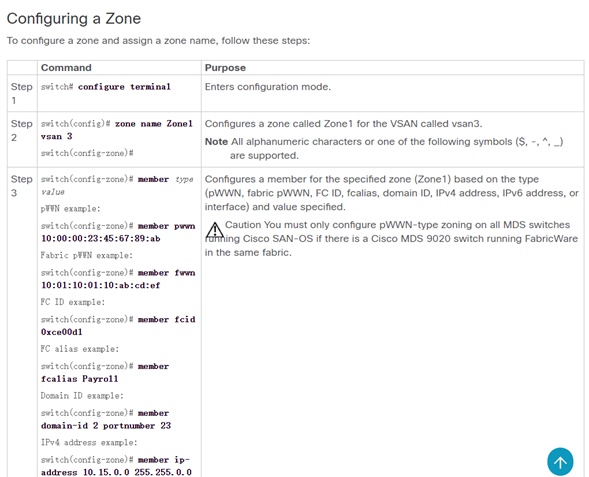 Configuring a Zone
To configure a zone and assign a zone name, follow these steps:
Command Purpose
Step
1
switch# configure terminal
Enters configuration mode.
Step
2
switch(config)# zone name Zone1
vsan 3
switch(config-zone)#
Configures a zone called Zone1 for the VSAN called vsan3.
Note All alphanumeric characters or one of the following symbols ($, -, ^, _)
are supported.
Step
3
switch(config-zone)# member type
value
pWWN example:
switch(config-zone)# member pwwn
10:00:00:23:45:67:89:ab
Fabric pWWN example:
switch(config-zone)# member fwwn
10:01:10:01:10:ab:cd:ef
FC ID example:
switch(config-zone)# member fcid
0xce00d1
FC alias example:
switch(config-zone)# member
fcalias Payroll
Domain ID example:
switch(config-zone)# member
domain-id 2 portnumber 23
IPv4 address example:
switch(config-zone)# member ip-
address 10.15.0.0 255.255.0.0
Configures a member for the specified zone (Zone1) based on the type
(pWWN, fabric pWWN, FC ID, fcalias, domain ID, IPv4 address, IPv6 address, or
interface) and value specified.
Caution You must only configure pWWN-type zoning on all MDS switches
running Cisco SAN-OS if there is a Cisco MDS 9020 switch running FabricWare
in the same fabric.